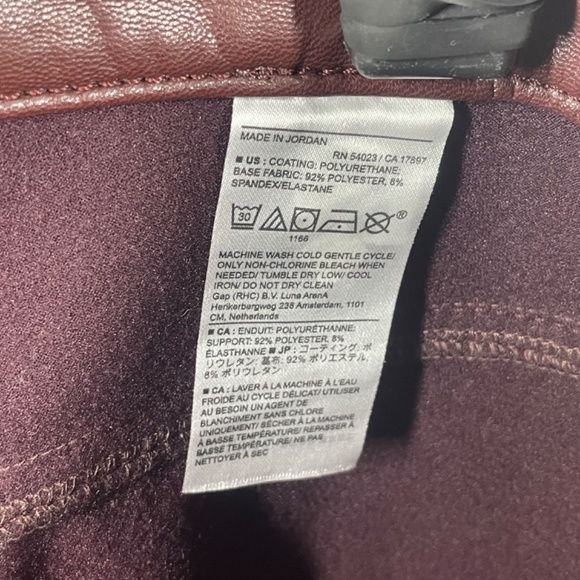 MADE IN JORDAN
RN 54023 / CA 17897
■ US : COATING: POLYURETHANE;
BASE FABRIC: 92% POLYESTER, 8%
SPANDEX/ELASTANE
30
®
1166
MACHINE WASH COLD GENTLE CYCLE/
ONLY NON-CHLORINE BLEACH WHEN
NEEDED/ TUMBLE DRY LOW/ COOL
IRON/ DO NOT DRY CLEAN
Gap (RHC) B.V. Luna ArenA
Herikerbergweg 238 Amsterdam, 1101
CM, Netherlands
■ CA : ENDUIT: POLYURÉTHANNE;
SUPPORT: 92% POLYESTER, 8%
ÉLASTHANNE ■ JP : コーティング: ポ
リウレタン: 基布: 92% ポリエステル,
8% ポリウレタン
■ CA : LAVER À LA MACHINE À L'EAU
FROIDE AU CYCLE DÉLICAT/ UTILISER
AU BESOIN UN AGENT DE
BLANCHIMENT SANS CHLORE
UNIQUEMENT/ SÉCHER À LA MACHINE
À BASSE TEMPÉRATURE/ REPASSER À
BASSE TEMPÉRATURE/ NE PAS
NETTOYER À SEC